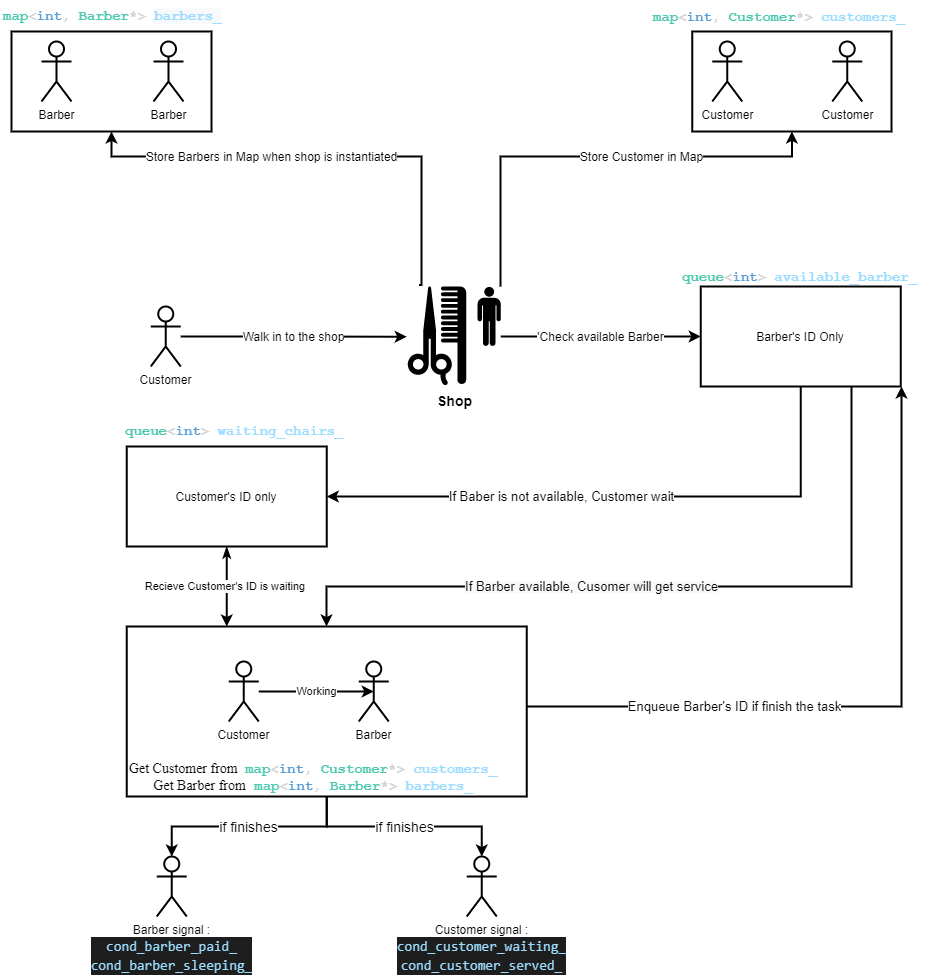 map<int, Barber*> barbers_
map<int, Customer*> customers_
Barber
Barber
Customer
Customer
Store Barbers in Map when shop is instantiated
Store Customer in Map
queue<int> available_barber_
Walk in to the shop
'Check available Barber
Barber's ID Only
Customer
Shop
queue<int> waiting_chairs_
Customer's ID only
If Baber is not available, Customer wait
Recieve Customer's ID is waiting
If Barber available, Cusomer will get service
Working
Enqueue Barber's ID if finish the task
Customer
Barber
Get Customer from map<int, Customer*> customers_
Get Barber from map<int, Barber*> barbers_
if finishes
if finishes
Barber signal :
cond_barber_paid_
cond_barber_sleeping_
Customer signal :
cond_customer_waiting_
cond_customer_served_